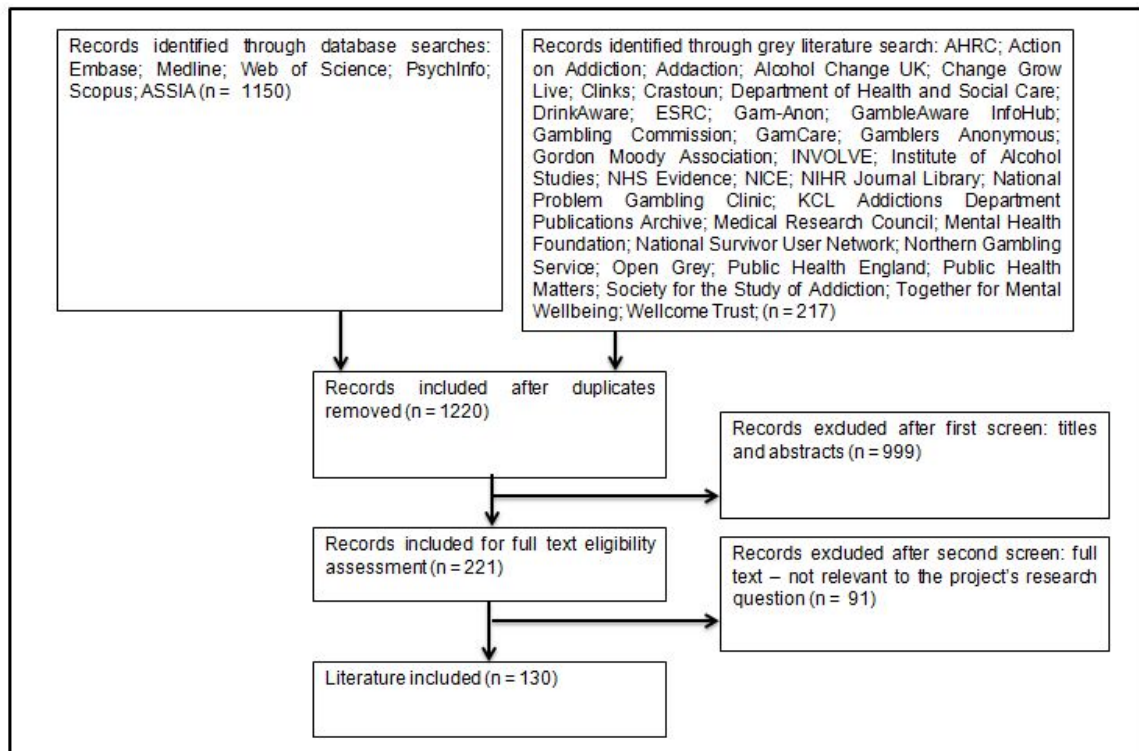 Records identified through database searches:
Embase; Medline; Web of Science; PsychInfo;
Scopus; ASSIA (n = 1150)
Records identified through grey literature search: AHRC; Action
on Addiction; Addaction; Alcohol Change UK; Change Grow
Live; Clinks; Crastoun; Department of Health and Social Care;
DrinkAware; ESRC; Gam-Anon; GambleAware InfoHub;
Gambling Commission; GamCare; Gamblers Anonymous;
Gordon Moody Association; INVOLVE; Institute of Alcohol
Studies; NHS Evidence; NICE; NIHR Journal Library; National
Problem Gambling Clinic; KCL Addictions Department
Publications Archive; Medical Research Council; Mental Health
Foundation; National Survivor User Network; Northern Gambling
Service; Open Grey; Public Health England; Public Health
Matters; Society for the Study of Addiction; Together for Mental
Wellbeing; Wellcome Trust; (n = 217)
Records included after duplicates
removed (n = 1220)
Records excluded after first screen: titles
and abstracts (n = 999)
Records included for full text eligibility
assessment (n = 221)
Records excluded after second screen: full
text – not relevant to the project's research
question (n = 91)
Literature included (n = 130)